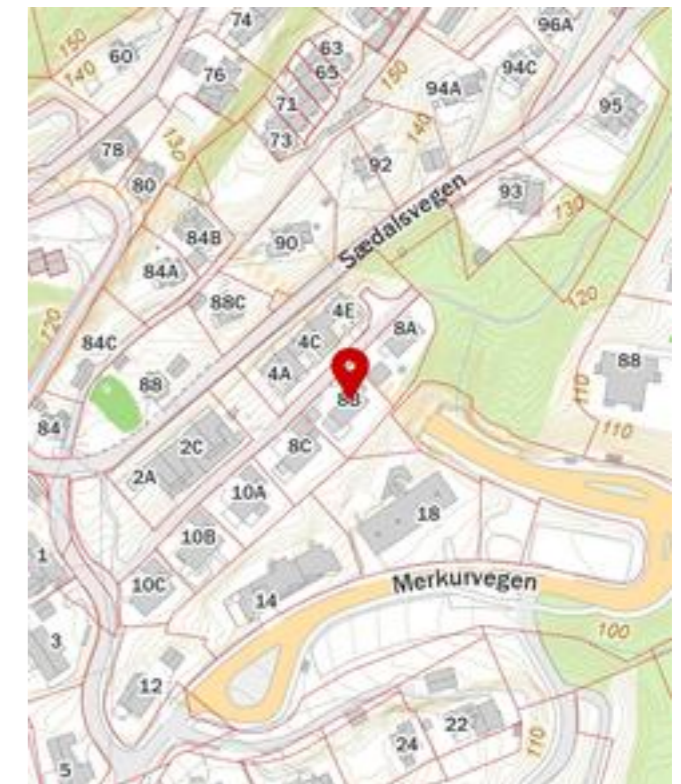 74
96A
150
60
63
65
94C
76
140
150
94A
71
95
73
130
140
78
92
80
93
Sædalsvegen
130
84B
90
84A
120
88C
4E
120
84C
4C
8A
88
4A
88
110
8B
84
110
2C
8C
2A
10A
18
10B
1
Merkurvegen
10C
14
100
3
12
22
24
110
5